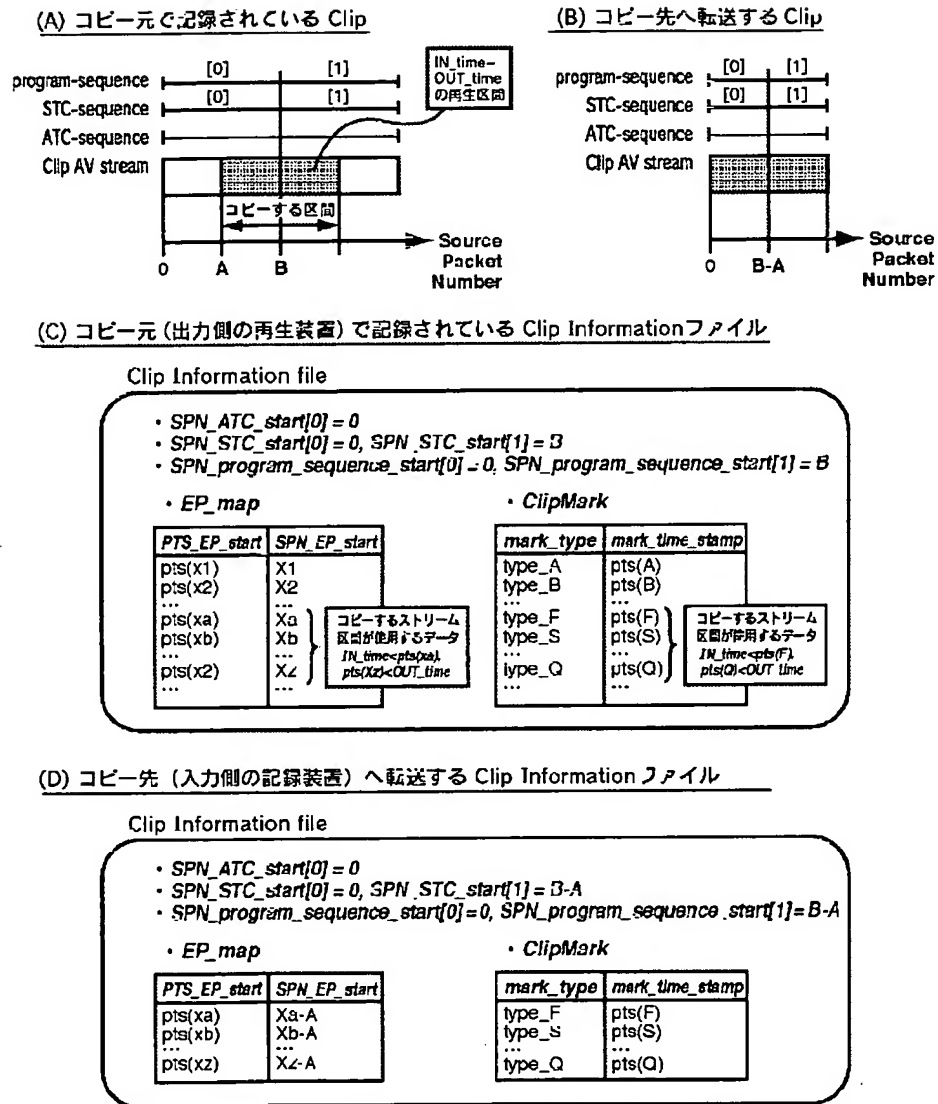 (A) コピー元で記録されている Clip
program-sequence [0] [1]
STC-sequence [0] [1]
ATC-sequence
Clip AV stream
IN_time–
OUT_time
の再生区間
コピーする区間
0 A B
Source
Packet
Number
(B) コピー先へ転送する Clip
program-sequence [0] [1]
STC-sequence [0] [1]
ATC-sequence
Clip AV stream
0 B-A
Source
Packet
Number
(C) コピー元 (出力側の再生装置) で記録されている Clip Informationファイル
Clip Information file
・ SPN_ATC_start[0] = 0
・ SPN_STC_start[0] = 0, SPN_STC_start[1] = B
・ SPN_program_sequence_start[0] = 0, SPN_program_sequence_start[1] = B
・ EP_map
PTS_EP_start SPN_EP_start
pts(x1) X1
pts(x2) X2
... ...
pts(xa) Xa
pts(xb) Xb
... ...
pts(x2) Xz
... ...
コピーするストリーム
区間が使用するデータ
IN_time<pts(xa),
pts(Xz)<OUT_time
・ ClipMark
mark_type mark_time_stamp
type_A pts(A)
type_B pts(B)
... ...
type_F pts(F)
type_S pts(S)
... ...
type_Q pts(Q)
... ...
コピーするストリーム
区間が使用するデータ
IN_time<pts(F),
pts(Q)<OUT_time
(D) コピー先 (入力側の記録装置) へ転送する Clip Information ファイル
Clip Information file
・ SPN_ATC_start[0] = 0
・ SPN_STC_start[0] = 0, SPN_STC_start[1] = B-A
・ SPN_program_sequence_start[0]=0, SPN_program_sequence_start[1]= B-A
・ EP_map
PTS_EP_start SPN_EP_start
pts(xa) Xa-A
pts(xb) Xb-A
... ...
pts(xz) Xz-A
・ ClipMark
mark_type mark_time_stamp
type_F pts(F)
type_S pts(S)
... ...
type_Q pts(Q)